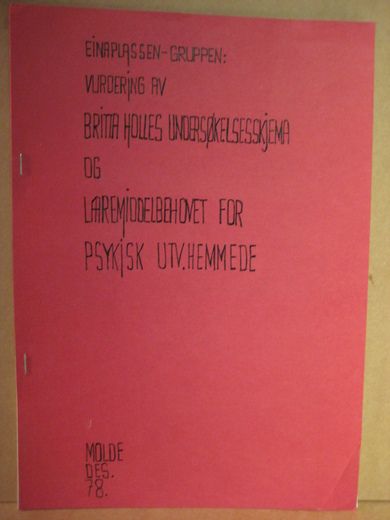 EINAPLASSEN-GRUPPEN:
VURDERING AV
BRITTA HOLLES UNDERSØKELSESSKJEMA
OG
LÆREMIDDELBEHOVET FOR
PSYKISK UTV.HEMMEDE
MOLDE
DES.
78.